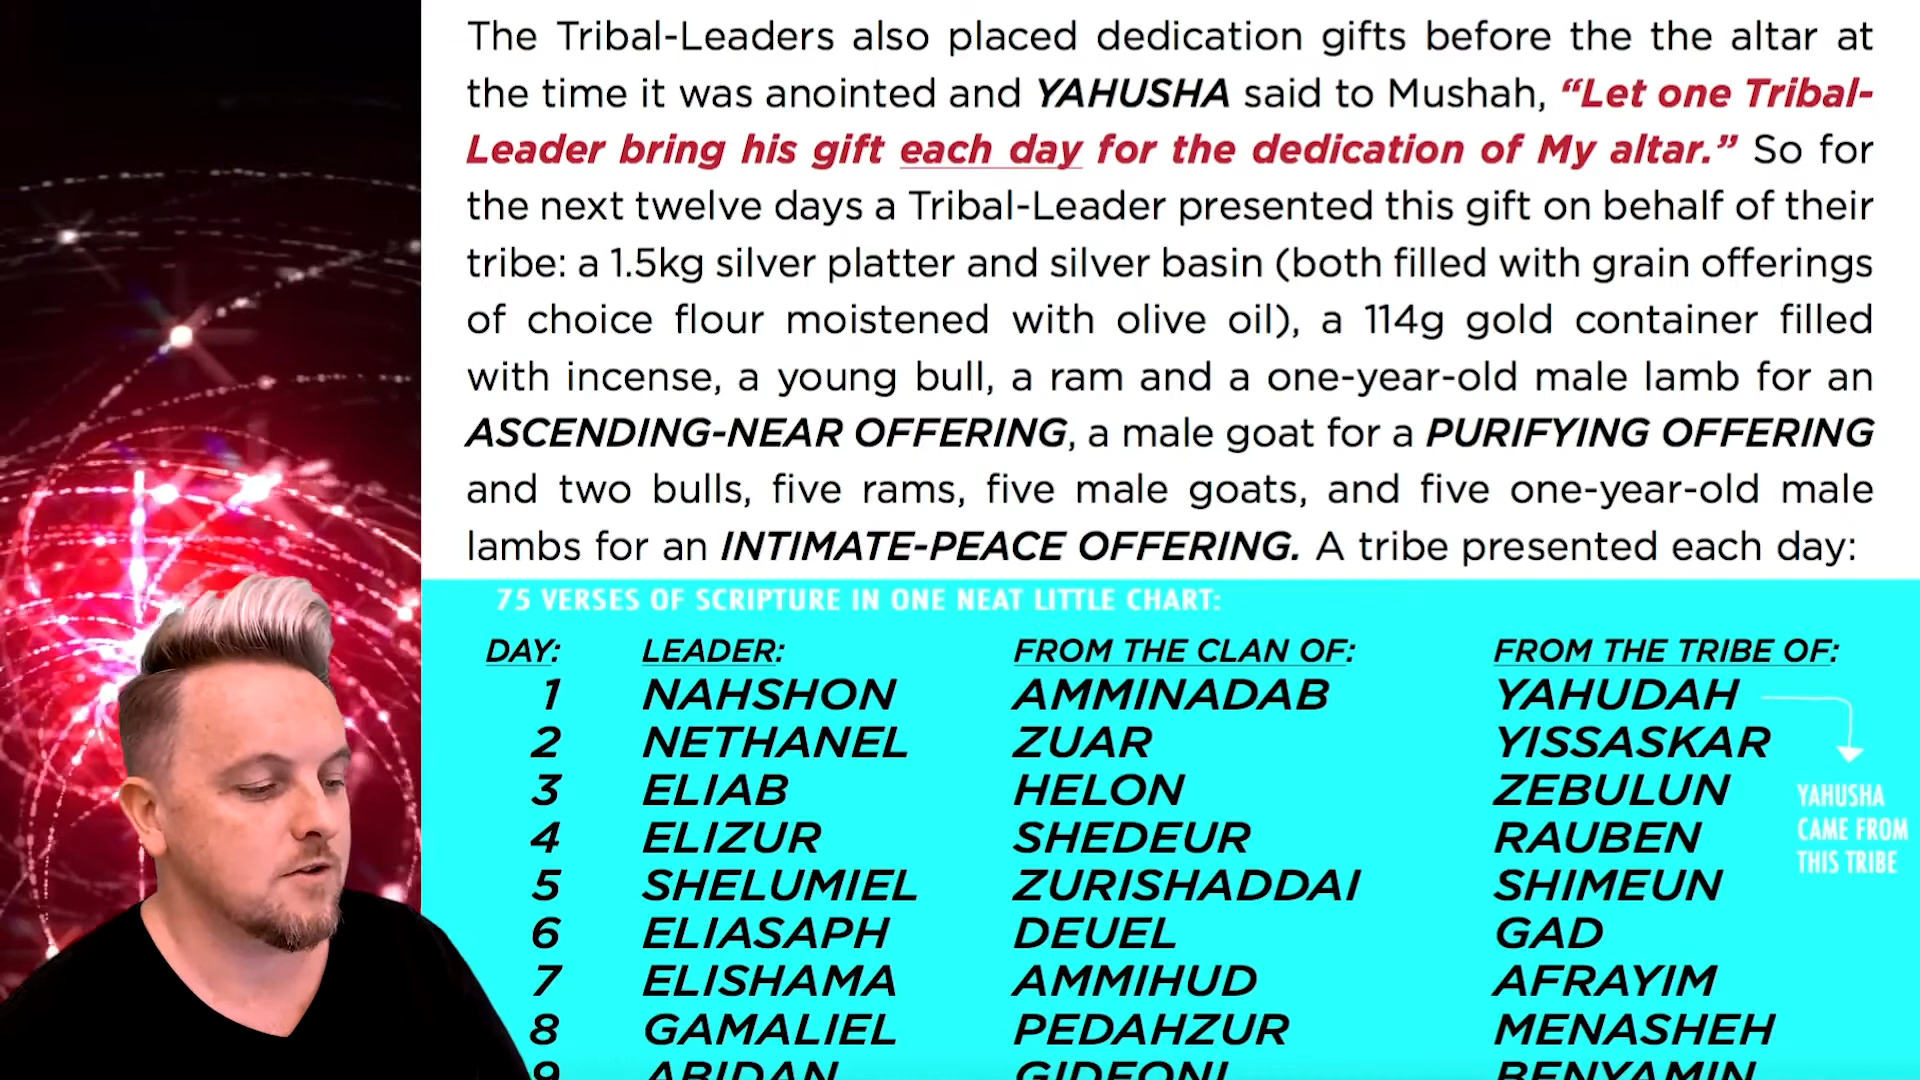 The Tribal-Leaders also placed dedication gifts before the the altar at
the time it was anointed and YAHUSHA said to Mushah, “Let one Tribal-
Leader bring his gift each day for the dedication of My altar.” So for
the next twelve days a Tribal-Leader presented this gift on behalf of their
tribe: a 1.5kg silver platter and silver basin (both filled with grain offerings
of choice flour moistened with olive oil), a 114g gold container filled
with incense, a young bull, a ram and a one-year-old male lamb for an
ASCENDING-NEAR OFFERING, a male goat for a PURIFYING OFFERING
and two bulls, five rams, five male goats, and five one-year-old male
lambs for an INTIMATE-PEACE OFFERING. A tribe presented each day:
75 VERSES OF SCRIPTURE IN ONE NEAT LITTLE CHART:
DAY: LEADER: FROM THE CLAN OF: FROM THE TRIBE OF:
1 NAHSHON AMMINADAB YAHUDAH
2 NETHANEL ZUAR YISSASKAR
3 ELIAB HELON ZEBULUN
4 ELIZUR SHEDEUR RAUBEN
5 SHELUMIEL ZURISHADDAI SHIMEUN
6 ELIASAPH DEUEL GAD
7 ELISHAMA AMMIHUD AFRAYIM
8 GAMALIEL PEDAHZUR MENASHEH
9 ABIDAN GIDEONI BENYAMIN
YAHUSHA
CAME FROM
THIS TRIBE